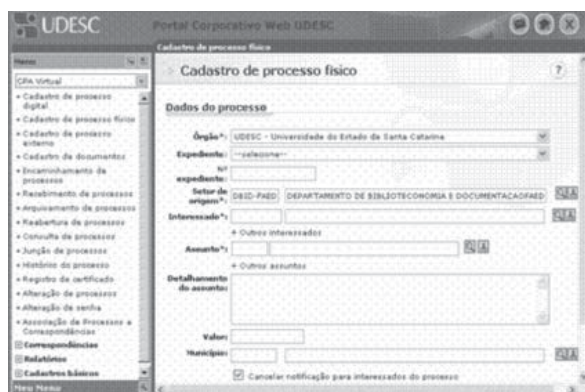 UDESC
Portal Corporativo Web UDESC
Cadastro de processo físico
Menu
CPA Virtual
Cadastro de processo digital
Cadastro de processo físico
Cadastro de processo externo
Cadastro de documentos
Encaminhamento de processos
Recebimento de processos
Arquivamento de processos
Reabertura de processos
Consulta de processos
Junção de processos
Histórico do processo
Registro de certificado
Alteração de processos
Alteração de senha
Associação de Processos a Correspondências
Correspondências
Relatórios
Cadastros básicos
New Menu
Cadastro de processo físico
?
Dados do processo
Órgão*: UDESC - Universidade do Estado de Santa Catarina
Expediente: --selecione--
Nº expediente:
Setor de origem*: DBID-FAED DEPARTAMENTO DE BIBLIOTECONOMIA E DOCUMENTACAOFAED
Interessado*:
+ Outros interessados
Assunto*:
+ Outros assuntos
Detalhamento do assunto:
Valor:
Município:
Cancelar notificação para interessados do processo